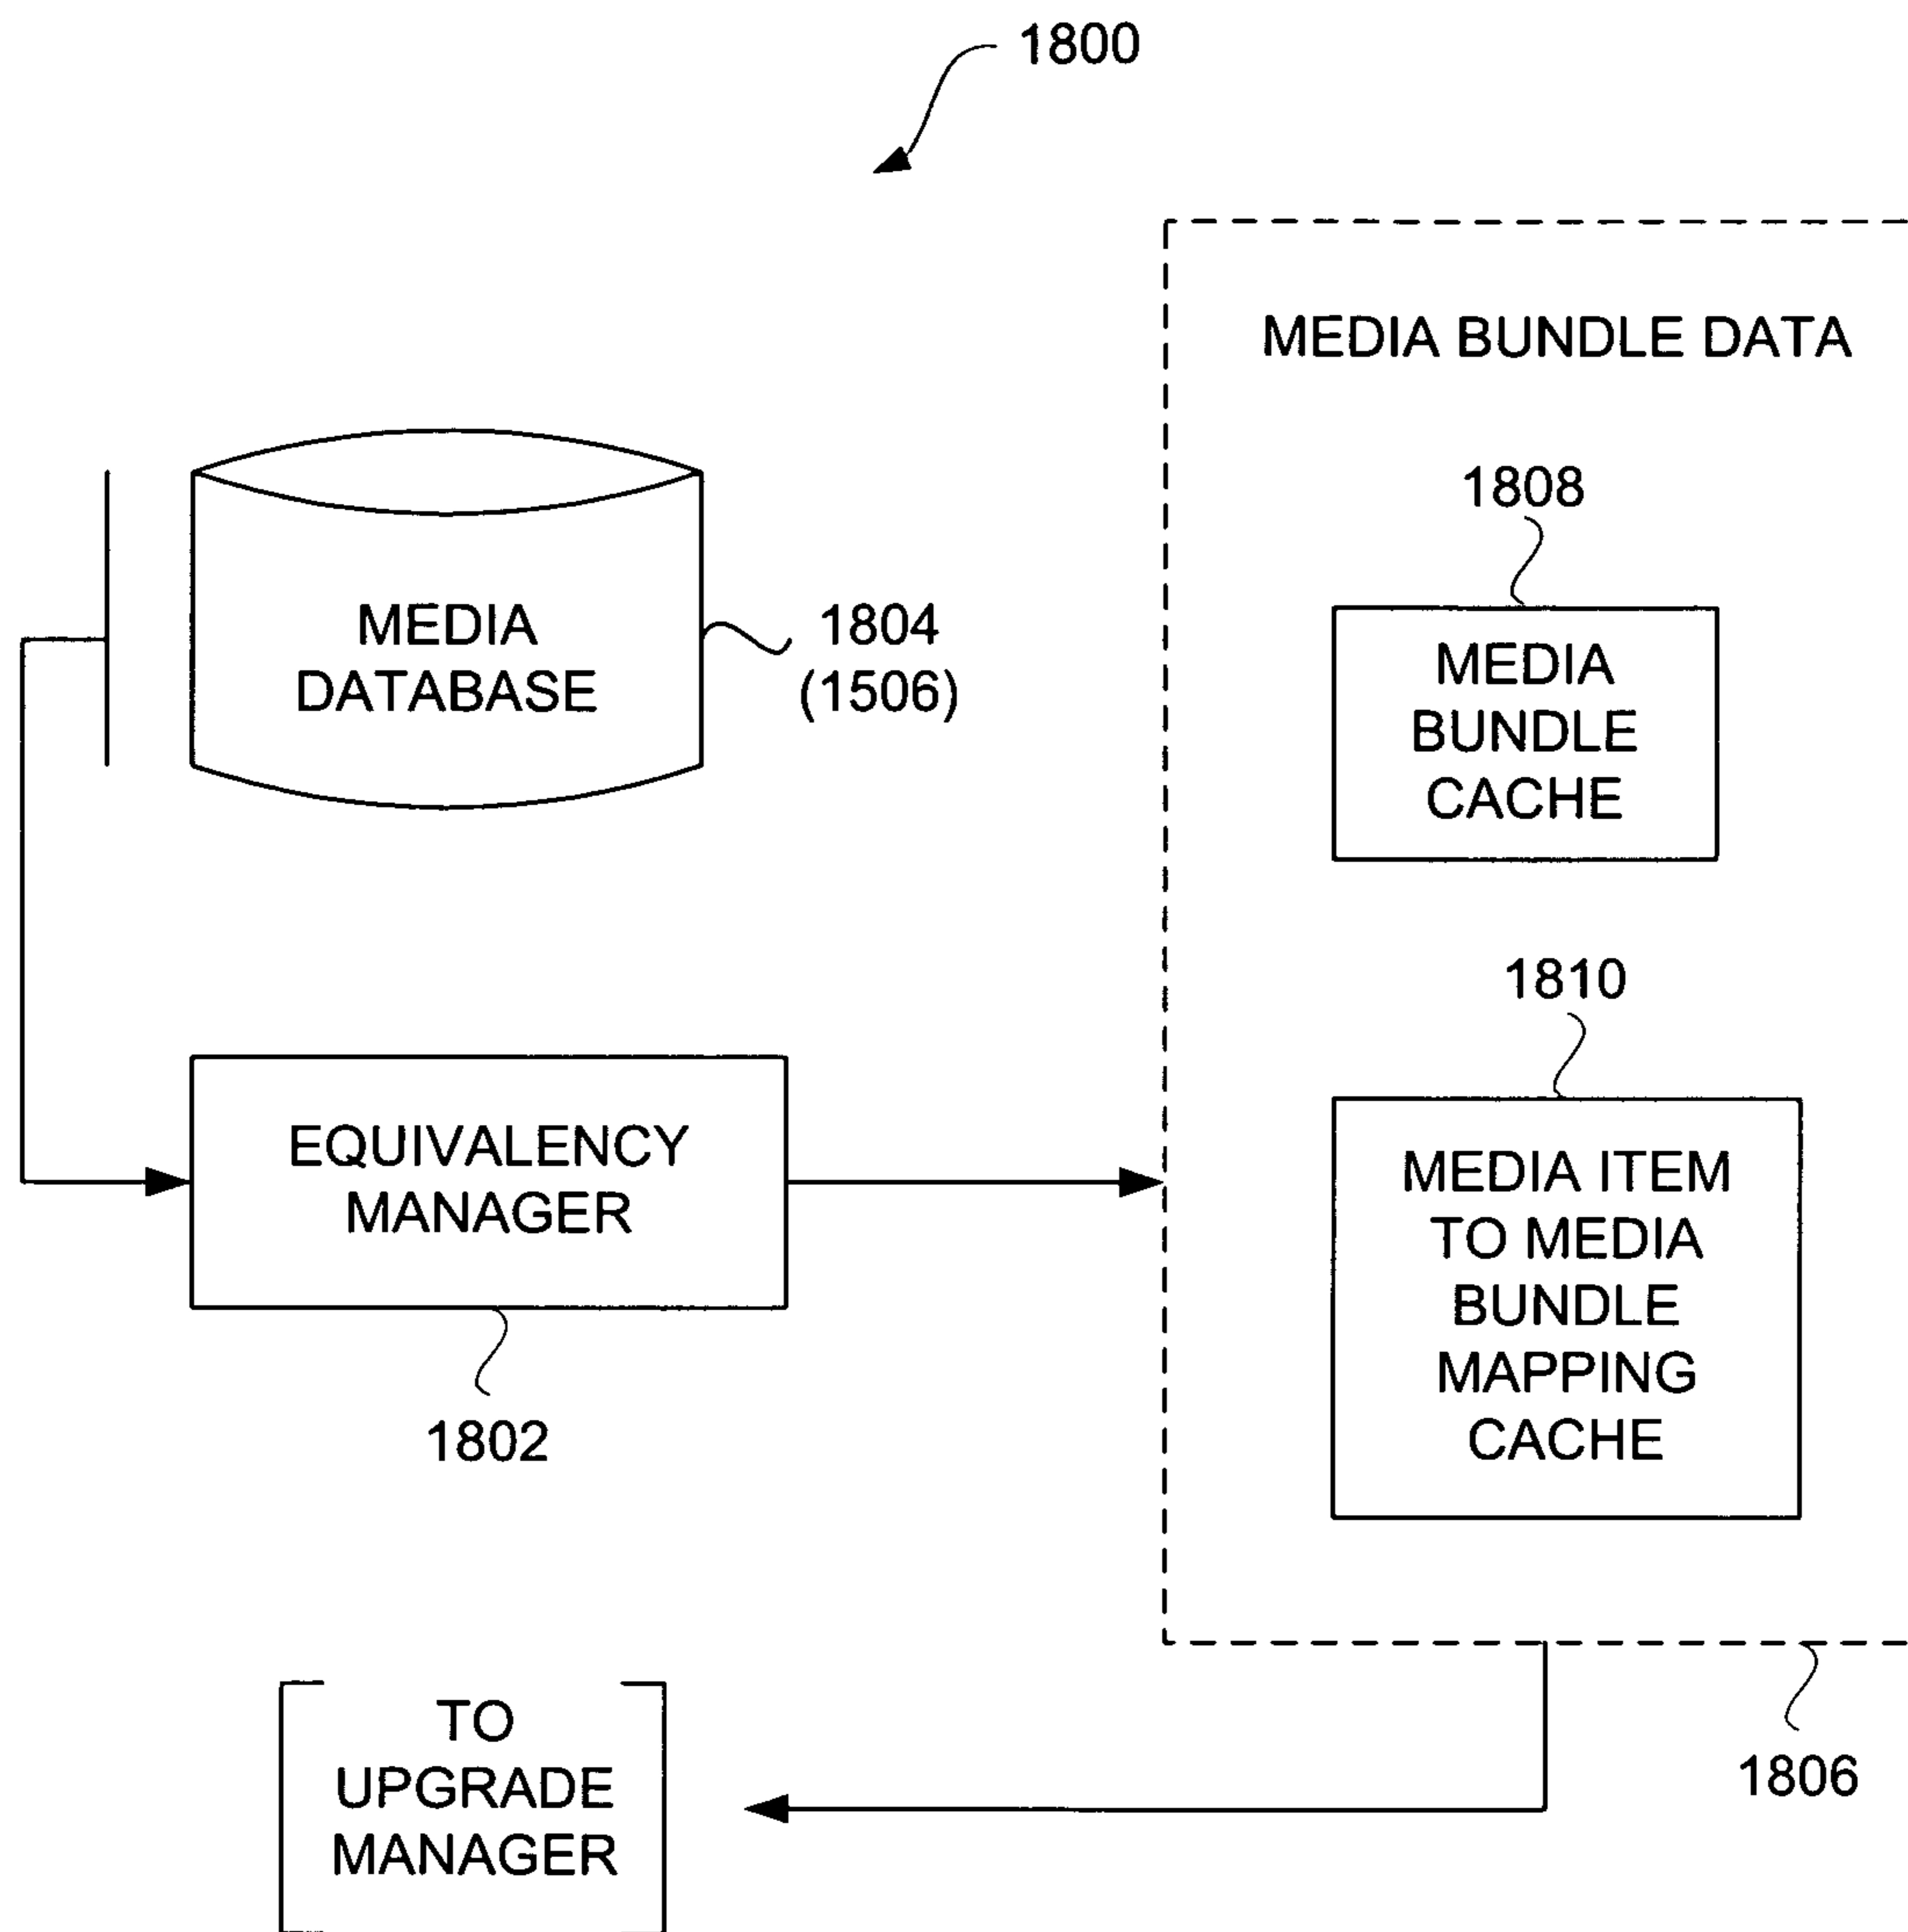 1800
MEDIA BUNDLE DATA
1808
MEDIA
BUNDLE
CACHE
MEDIA
DATABASE
1804
(1506)
1810
MEDIA ITEM
TO MEDIA
BUNDLE
MAPPING
CACHE
EQUIVALENCY
MANAGER
1802
1806
TO
UPGRADE
MANAGER